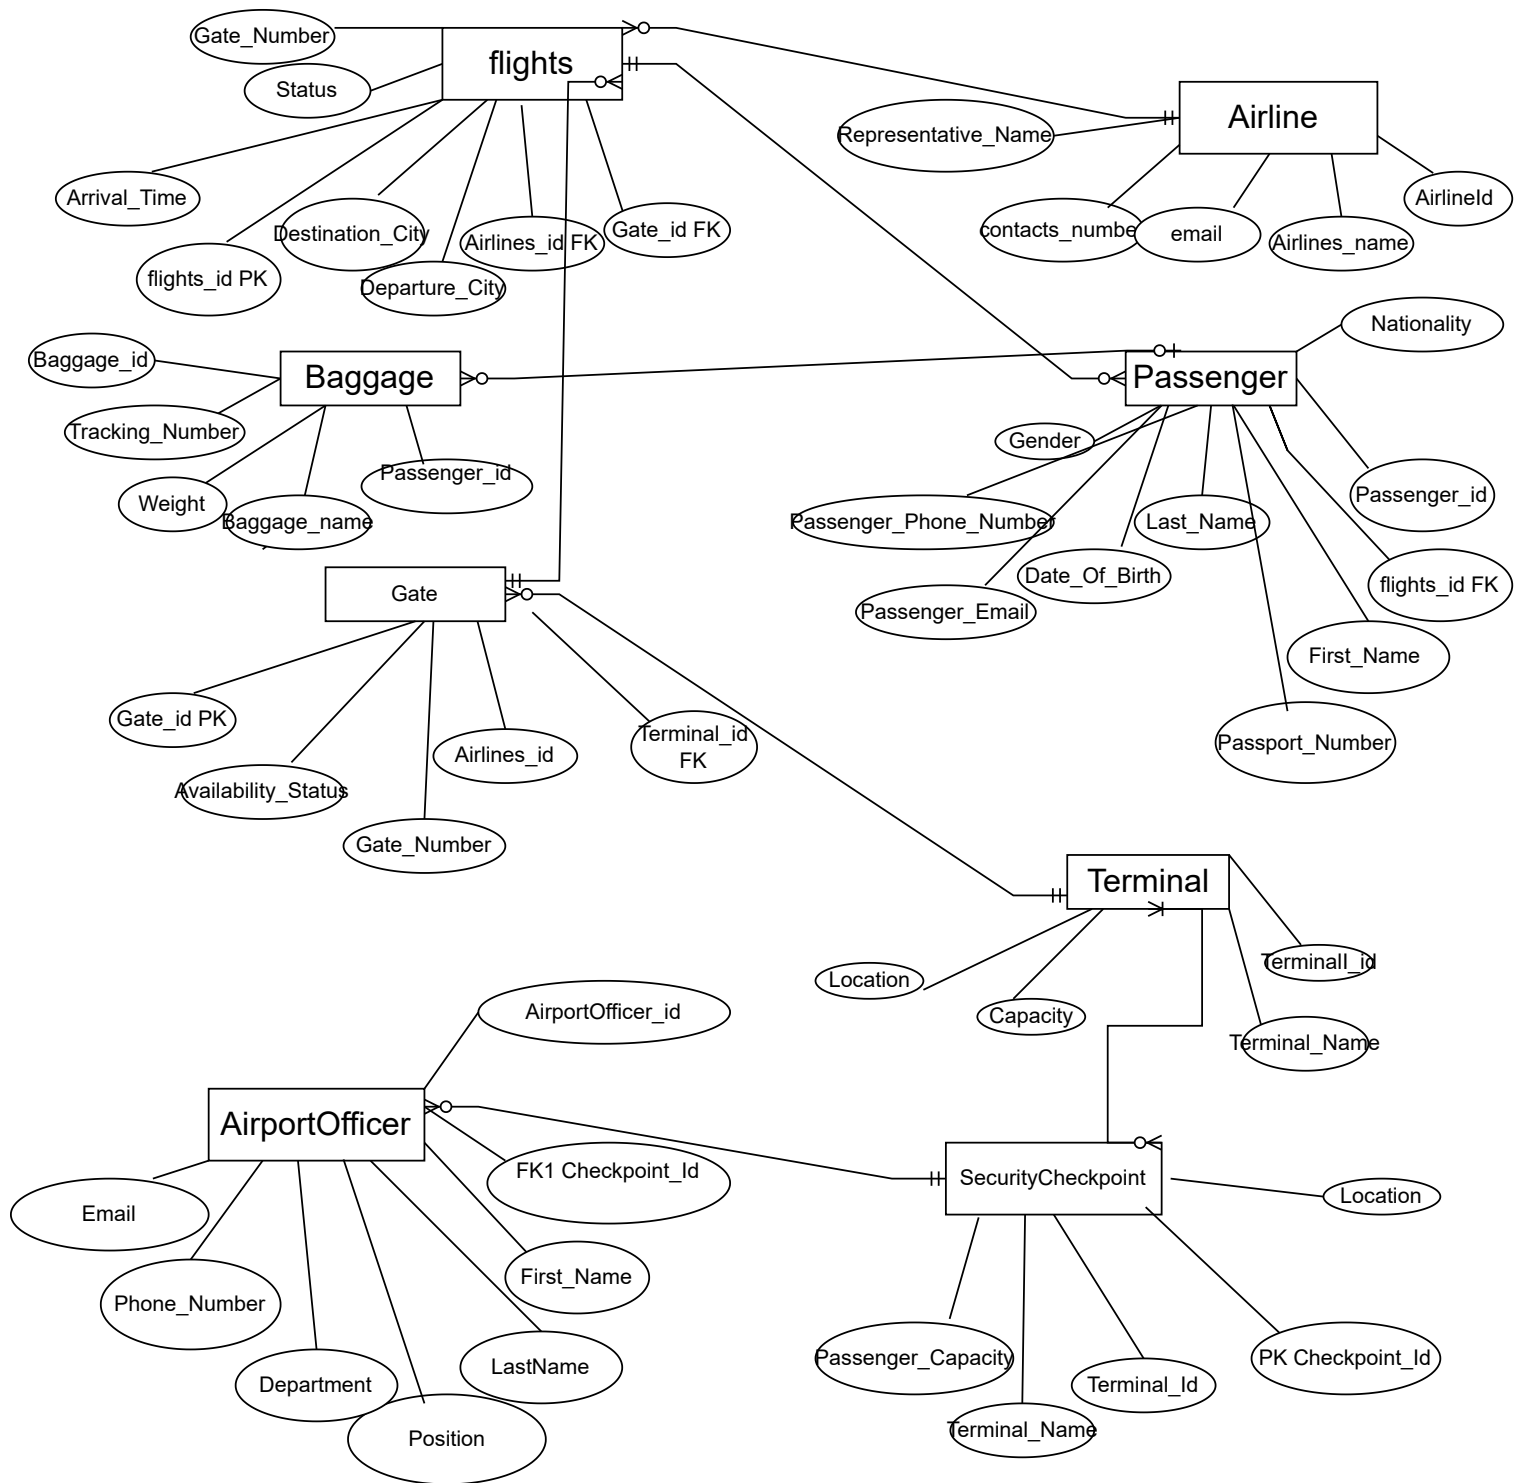 Gate_Number
flights
Status
Airline
Representative_Name
Arrival_Time
Destination_City
Airlines_id FK
Gate_id FK
contacts_numbe
email
Airlines_name
AirlineId
flights_id PK
Departure_City
Nationality
Baggage_id
Baggage
Passenger
Tracking_Number
Gender
Passenger_id
Weight
Baggage_name
Passenger_Phone_Number
Last_Name
Passenger_id
Date_Of_Birth
flights_id FK
Gate
Passenger_Email
First_Name
Gate_id PK
Terminal_id
FK
Airlines_id
Passport_Number
Availability_Status
Gate_Number
Terminal
Location
Terminall_id
Capacity
AirportOfficer_id
Terminal_Name
AirportOfficer
FK1 Checkpoint_Id
SecurityCheckpoint
Location
Email
First_Name
Phone_Number
LastName
Passenger_Capacity
PK Checkpoint_Id
Department
Terminal_Id
Position
Terminal_Name